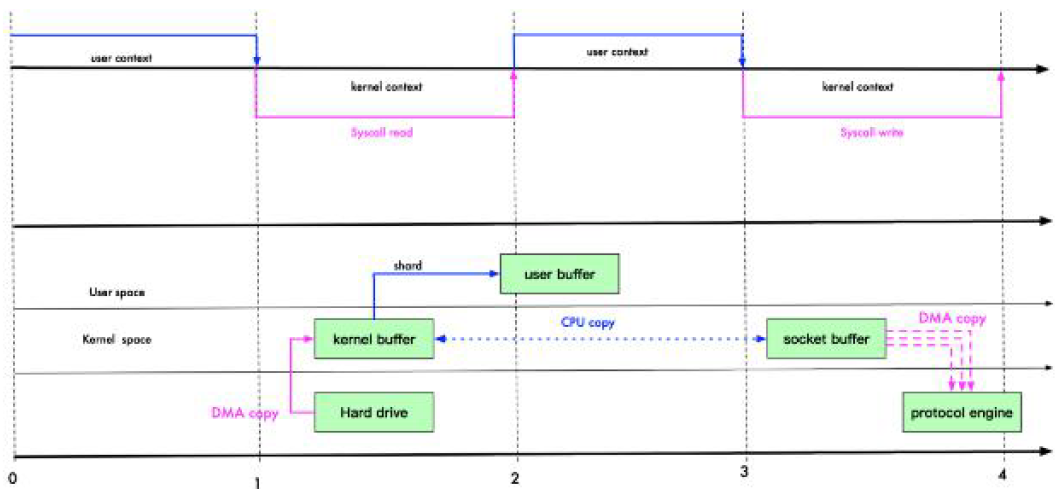 user context
user context
kernel context
kernel context
Syscall read
Syscall write
shard
user buffer
User space
CPU copy
DMA copy
Kernel space
kernel buffer
socket buffer
DMA copy
Hard drive
protocol engine
0
1
2
3
4